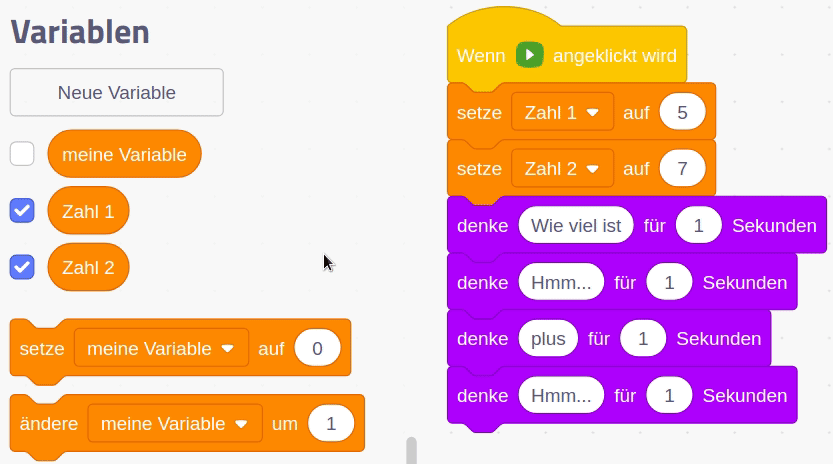 Variablen
Neue Variable
meine Variable
Zahl 1
Zahl 2
setze meine Variable auf 0
ändere meine Variable um 1
Wenn angeklickt wird
setze Zahl 1 auf 5
setze Zahl 2 auf 7
denke Wie viel ist für 1 Sekunden
denke Hmm... für 1 Sekunden
denke plus für 1 Sekunden
denke Hmm... für 1 Sekunden